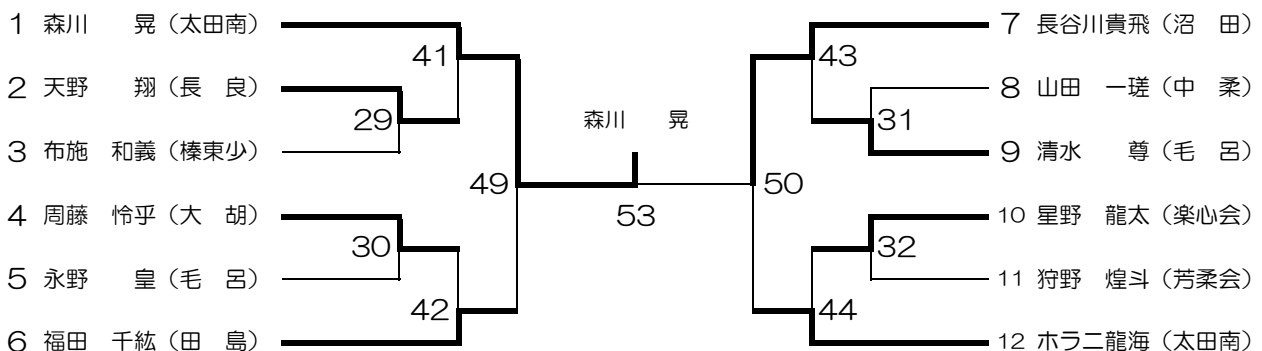 1 森川　　晃（太田南）
41
2 天野　　翔（長　良）
29
3 布施　和義（榛東少）
49
4 周藤　怜乎（大　胡）
30
5 永野　　皇（毛　呂）
42
6 福田　千紘（田　島）
森川　　晃
53
7 長谷川貴飛（沼　田）
43
8 山田　一瑳（中　柔）
31
9 清水　　尊（毛　呂）
50
10 星野　龍太（楽心会）
32
11 狩野　煌斗（芳柔会）
44
12 ホラニ龍海（太田南）